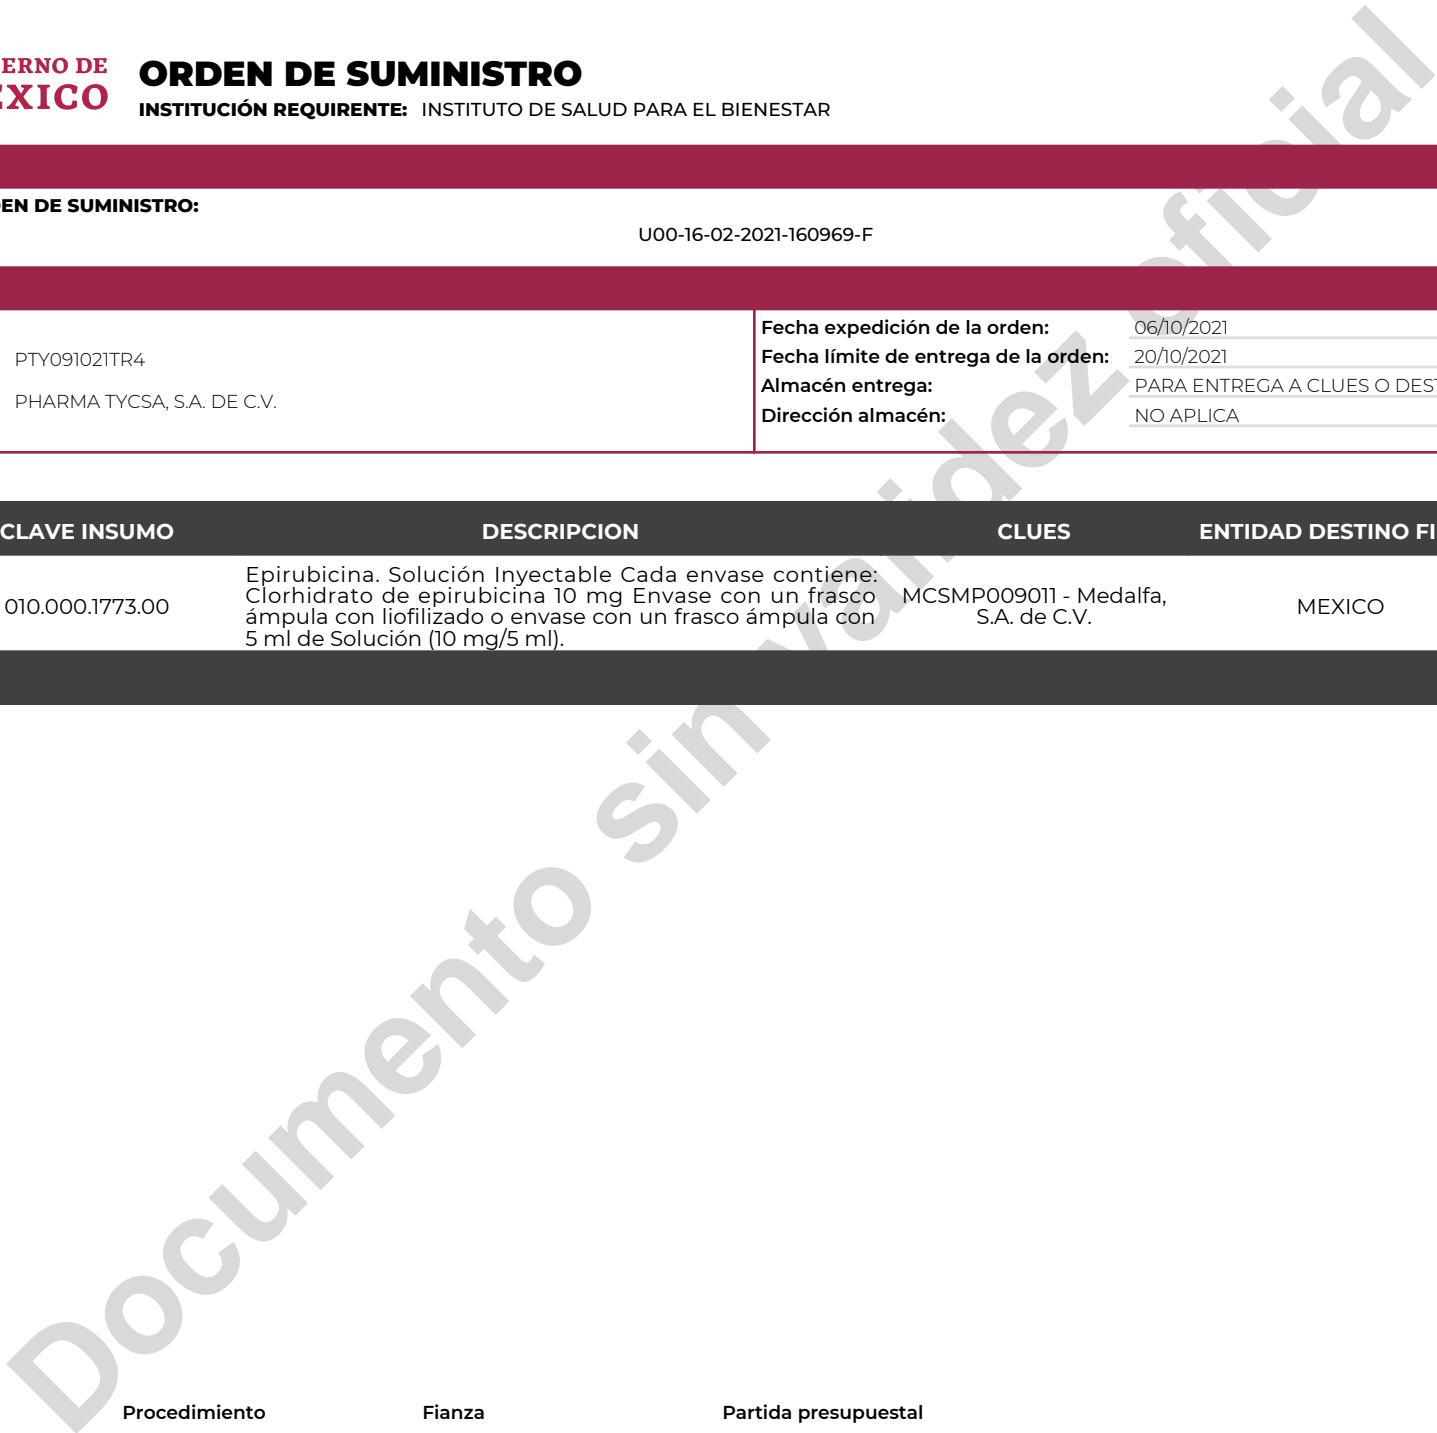 ERNO DE
EXICO
ORDEN DE SUMINISTRO
INSTITUCIÓN REQUIRENTE: INSTITUTO DE SALUD PARA EL BIENESTAR
EN DE SUMINISTRO:
U00-16-02-2021-160969-F
PTY091021TR4
PHARMA TYCSA, S.A. DE C.V.
Fecha expedición de la orden: 06/10/2021
Fecha límite de entrega de la orden: 20/10/2021
Almacén entrega: PARA ENTREGA A CLUES O DEST
Dirección almacén: NO APLICA
CLAVE INSUMO DESCRIPCION CLUES ENTIDAD DESTINO FI
010.000.1773.00
Epirubicina. Solución Inyectable Cada envase contiene:
Clorhidrato de epirubicina 10 mg Envase con un frasco
ámpula con liofilizado o envase con un frasco ámpula con
5 ml de Solución (10 mg/5 ml).
MCSMP009011 - Medalfa,
S.A. de C.V.
MEXICO
Documento sin validez oficial
Procedimiento Fianza Partida presupuestal